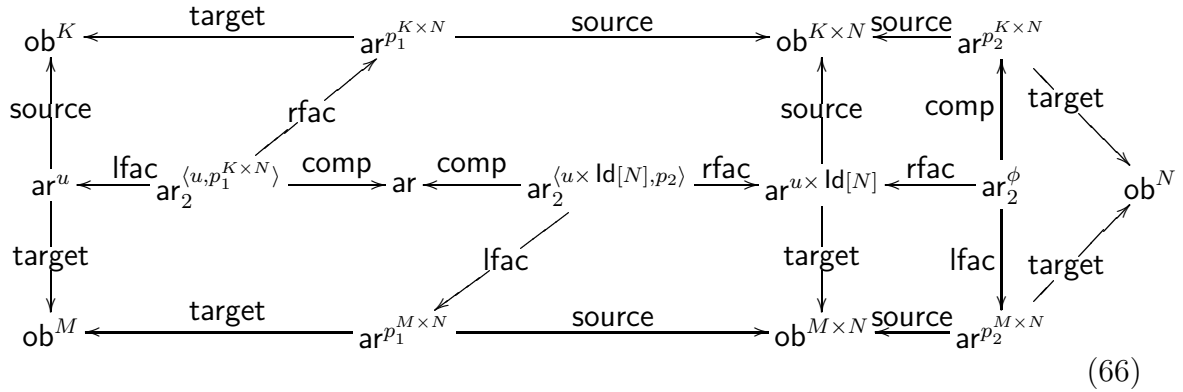 target source
ob^K ar^{p_1^{K×N}} ob^{K×N} source ar^{p_2^{K×N}}
source rfac source comp target
ar^u lfac ar_2^{⟨u,p_1^{K×N}⟩} comp ar comp ar_2^{⟨u×Id[N],p_2⟩} rfac ar^{u×Id[N]} rfac ar_2^ϕ ob^N
target lfac target lfac target
ob^M target ar^{p_1^{M×N}} source ob^{M×N} source ar^{p_2^{M×N}}
(66)